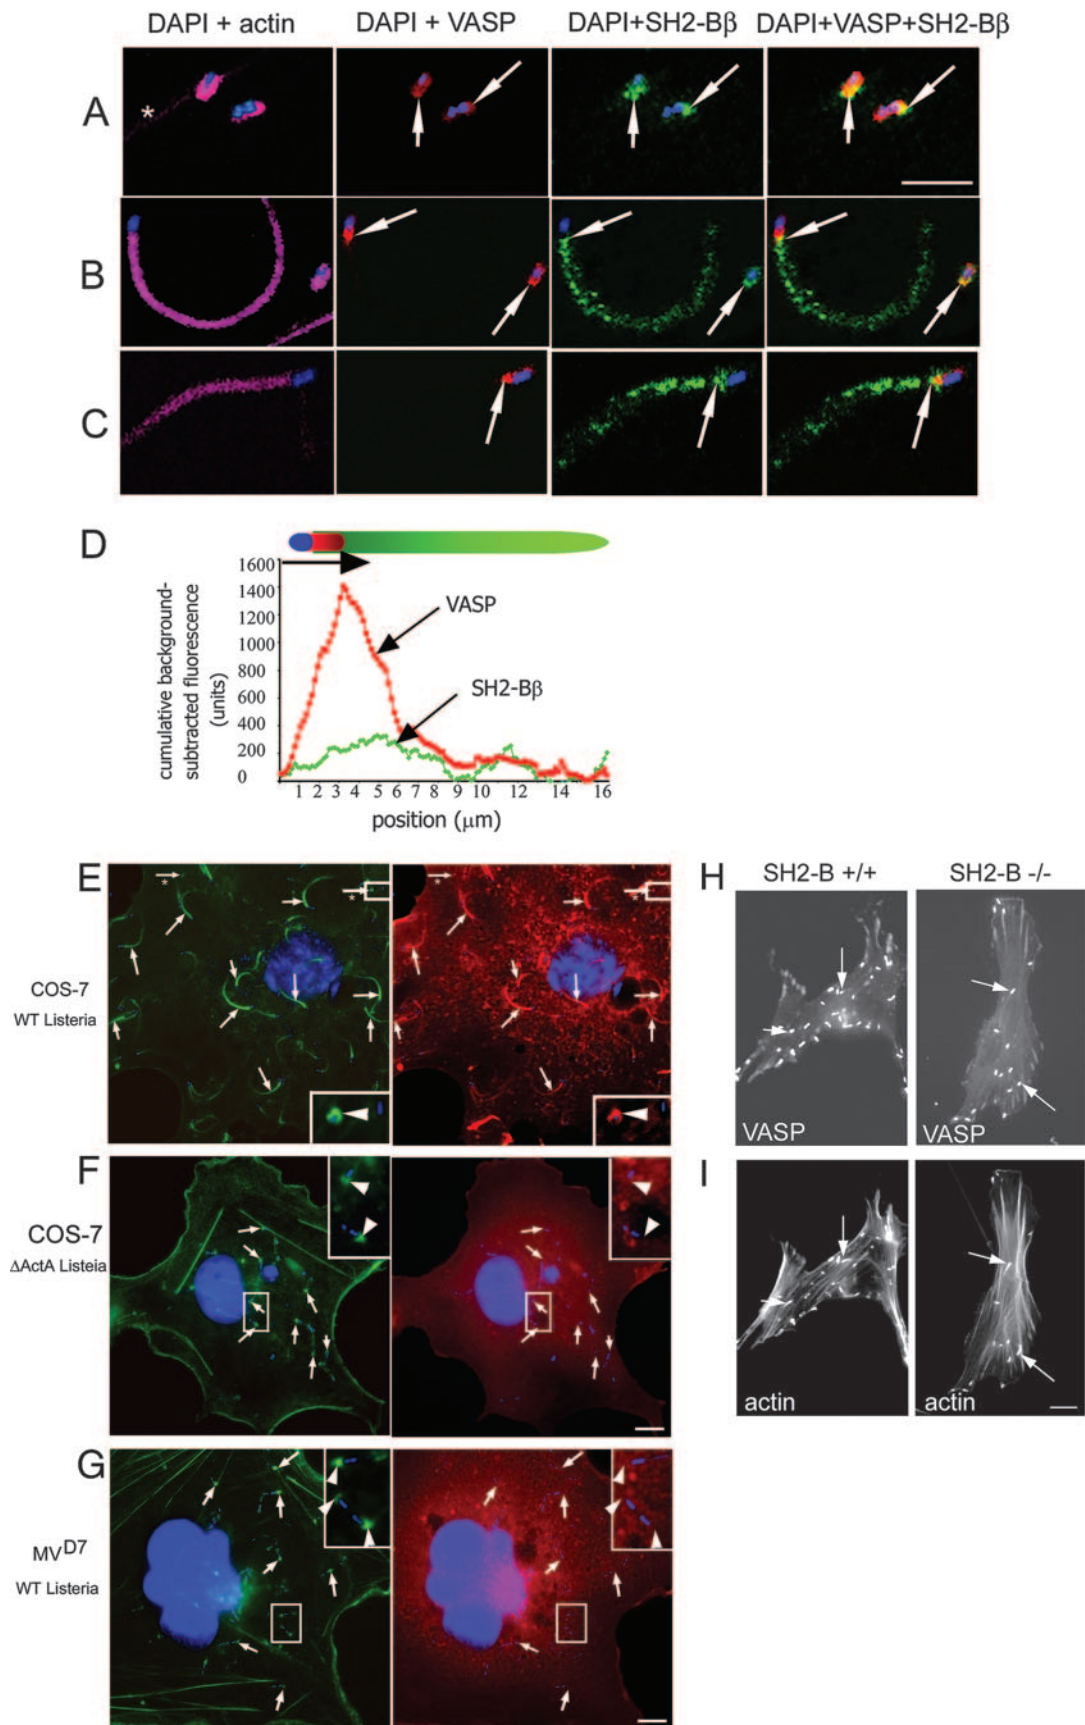 DAPI + actin DAPI + VASP DAPI+SH2-Bβ DAPI+VASP+SH2-Bβ
A
*
B
C
D
1600
1400
1200
1000
800
600
400
200
0
cumulative background-
subtracted fluorescence
(units)
VASP
SH2-Bβ
1 2 3 4 5 6 7 8 9 10 12 14 16
position (μm)
E
* * * *
COS-7
WT Listeria
F
COS-7
ΔActA Listeia
G
MVD7
WT Listeria
H SH2-B +/+ SH2-B -/-
VASP VASP
I
actin actin